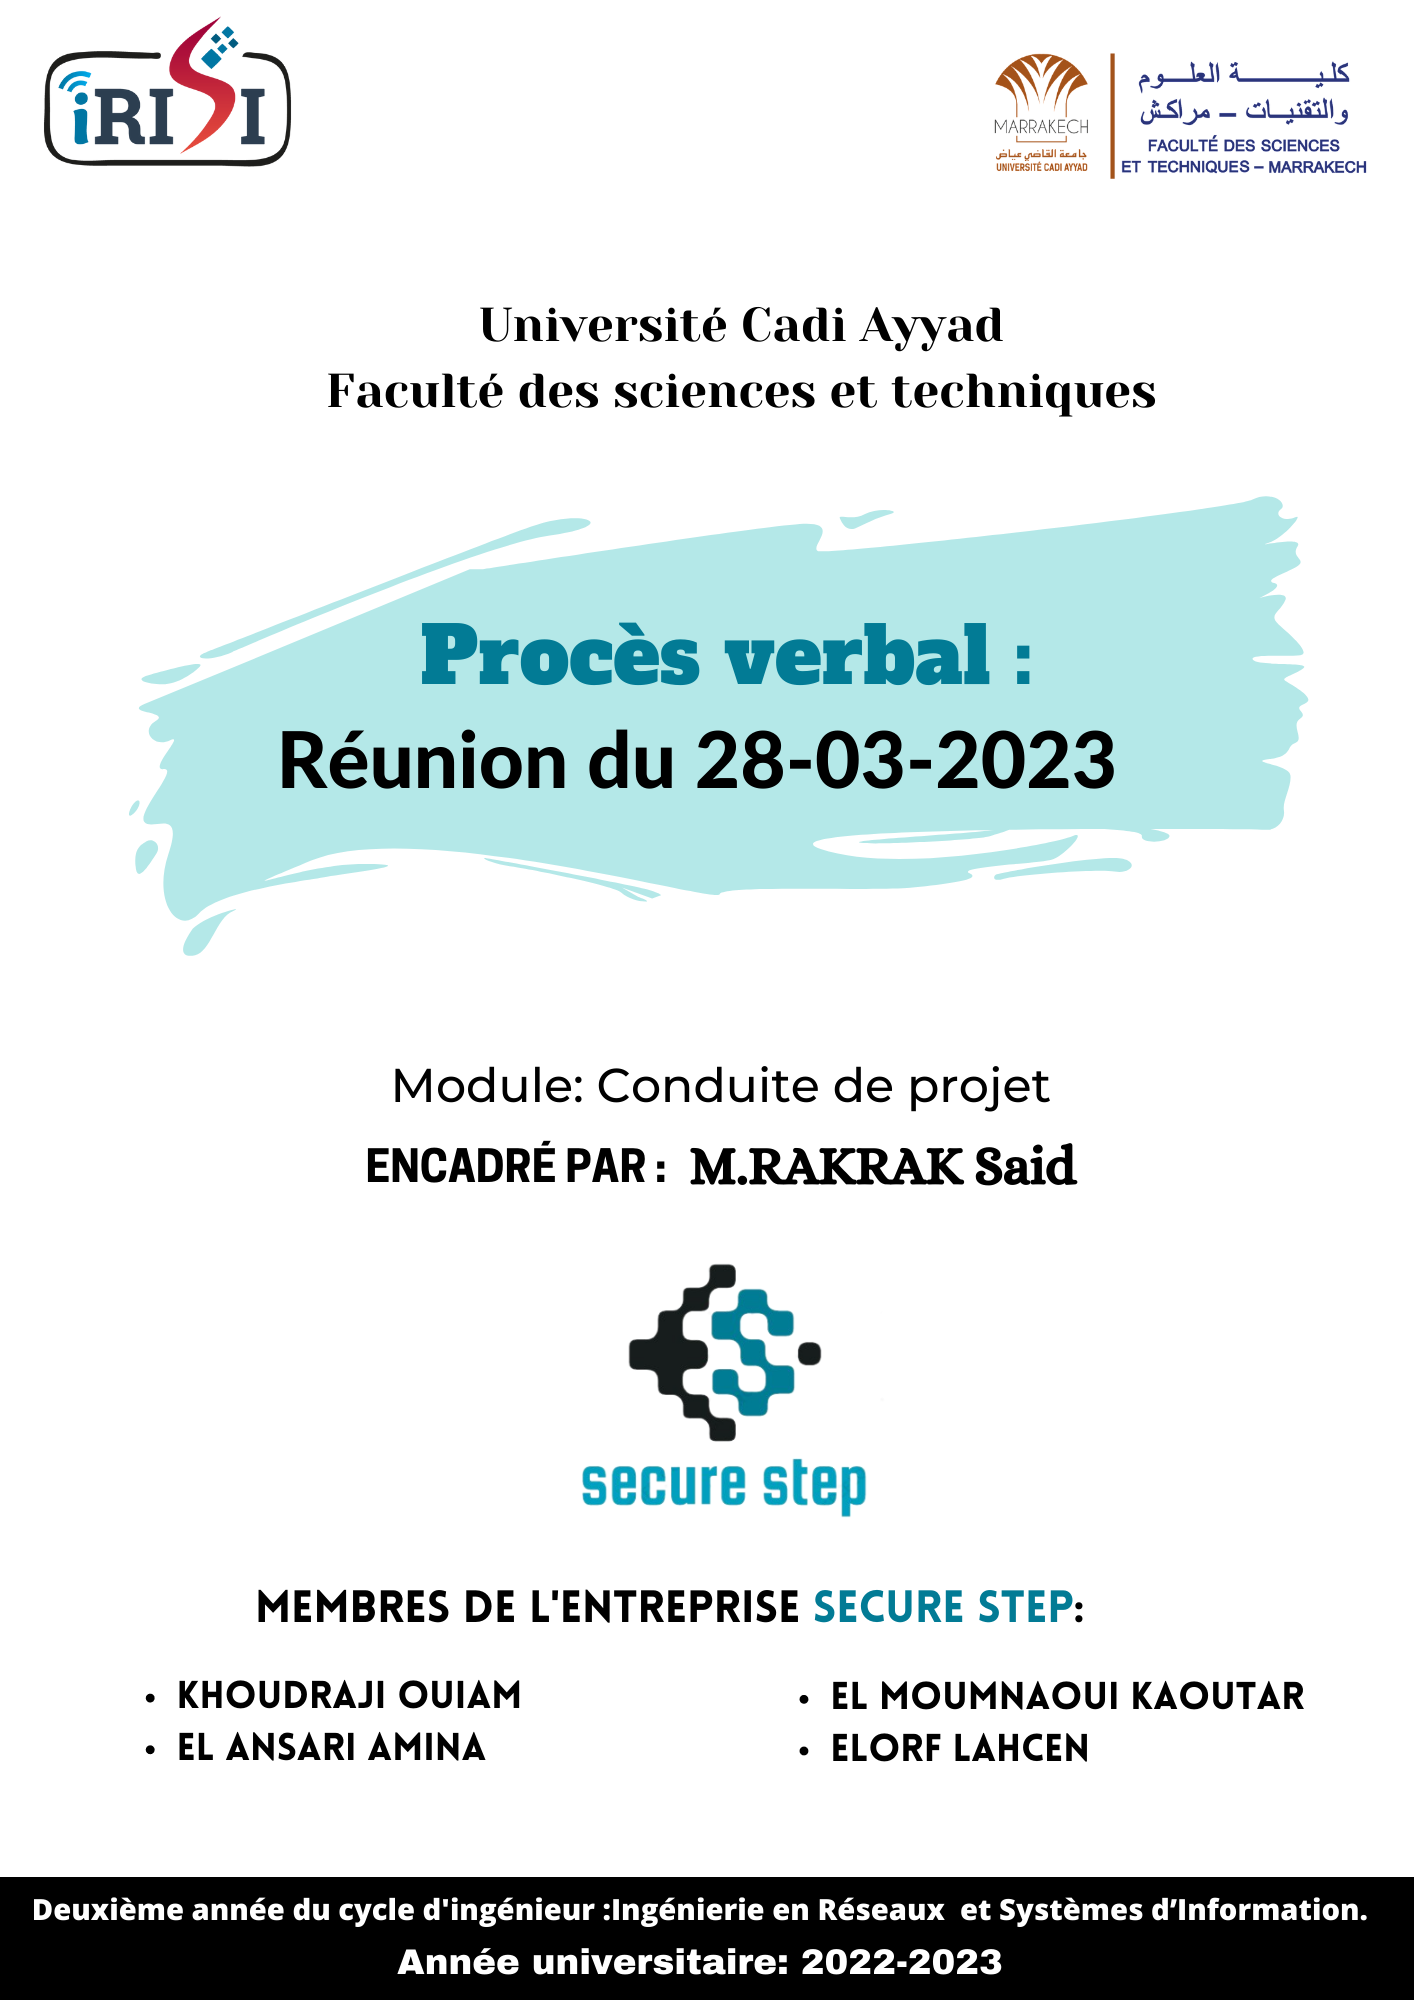 iRISI
MARRAKECH
جامعة القاضي عياض
UNIVERSITÉ CADI AYYAD
كليـة العلـوم
والتقنيـات – مراكش
FACULTÉ DES SCIENCES
ET TECHNIQUES – MARRAKECH
Université Cadi Ayyad
Faculté des sciences et techniques
Procès verbal :
Réunion du 28-03-2023
Module: Conduite de projet
ENCADRÉ PAR : M.RAKRAK Said
secure step
MEMBRES DE L'ENTREPRISE SECURE STEP:
• KHOUDRAJI OUIAM
• EL ANSARI AMINA
• EL MOUMNAOUI KAOUTAR
• ELORF LAHCEN
Deuxième année du cycle d'ingénieur :Ingénierie en Réseaux et Systèmes d’Information.
Année universitaire: 2022-2023